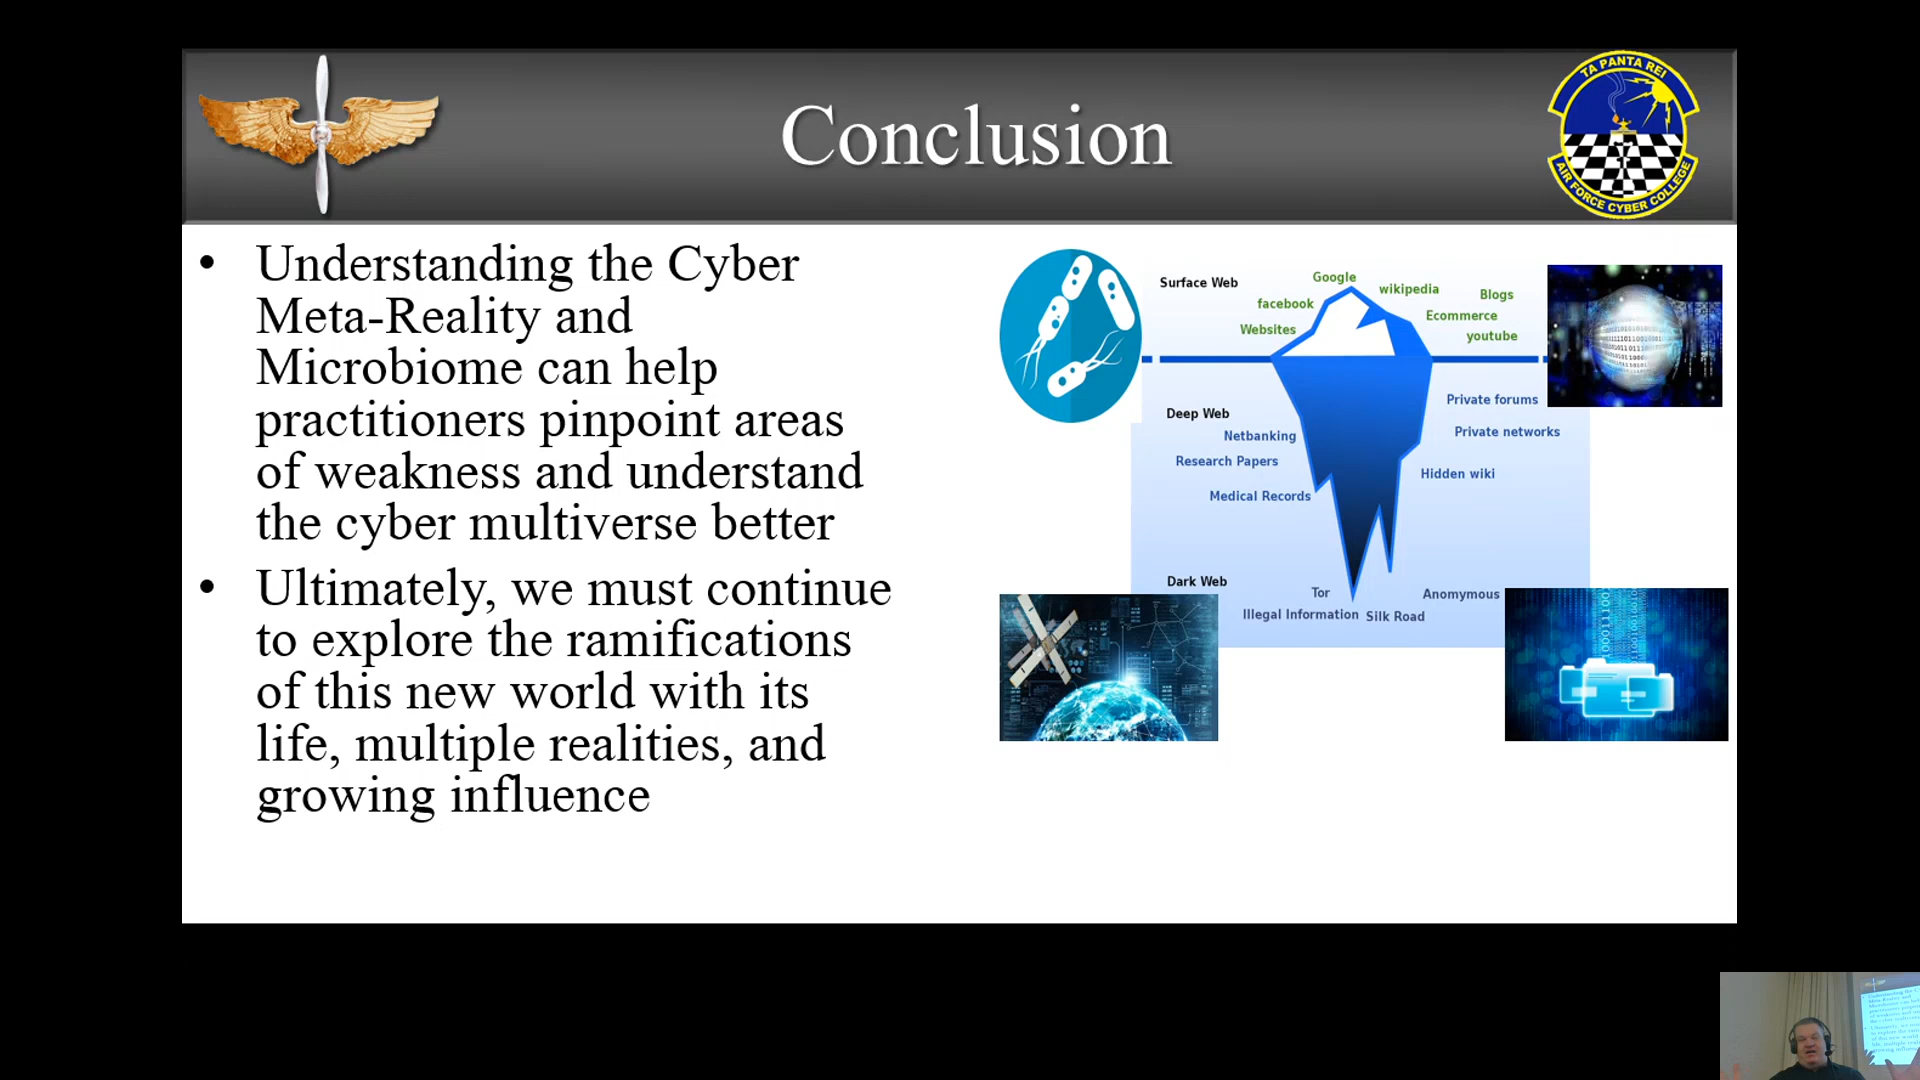 Conclusion
TA PANTA REI
AIR FORCE CYBER COLLEGE
• Understanding the Cyber
Meta-Reality and
Microbiome can help
practitioners pinpoint areas
of weakness and understand
the cyber multiverse better
• Ultimately, we must continue
to explore the ramifications
of this new world with its
life, multiple realities, and
growing influence
Surface Web
Google
wikipedia
Blogs
facebook
Ecommerce
Websites
youtube
Deep Web
Private forums
Netbanking
Private networks
Research Papers
Hidden wiki
Medical Records
Dark Web
Tor
Anomymous
Illegal Information
Silk Road